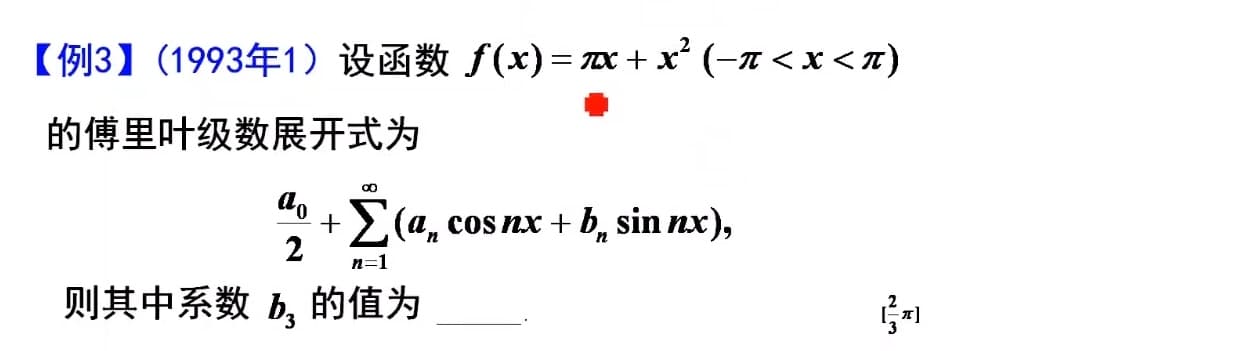 【例3】(1993年1) 设函数 f(x) = πx + x² (−π < x < π)
的傅里叶级数展开式为
a₀/2 + ∑_{n=1}^{∞} (aₙ cos nx + bₙ sin nx),
则其中系数 b₃ 的值为 ______. [2/3 π]